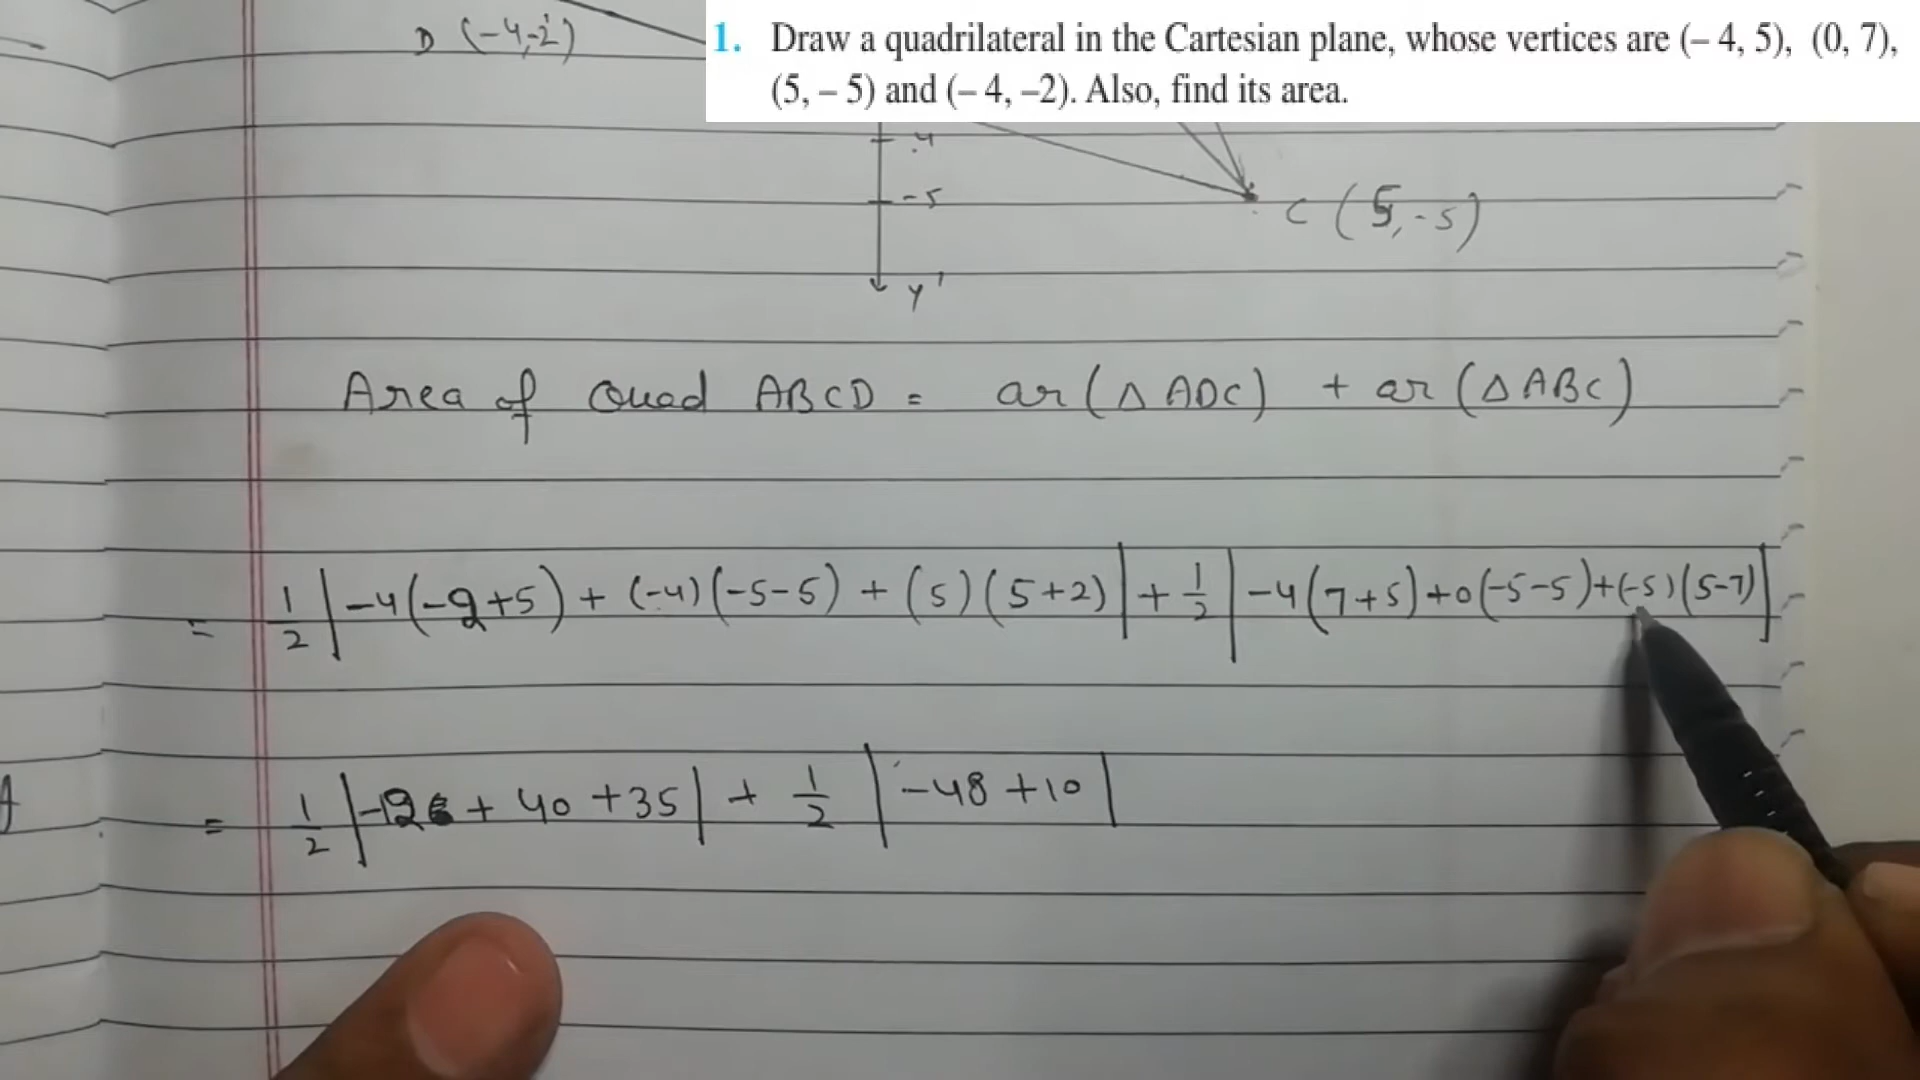 1. Draw a quadrilateral in the Cartesian plane, whose vertices are (– 4, 5), (0, 7),
(5, – 5) and (– 4, –2). Also, find its area.
D (-4,-2)
-4
-5
C (5, -5)
Y'
Area of Quad ABCD = ar(△ADC) + ar(△ABC)
= 1/2 |-4(-2+5) + (-4)(-5-5) + (5)(5+2)| + 1/2 |-4(7+5)+0(-5-5)+(-5)(5-7)|
= 1/2 |-12 + 40 + 35| + 1/2 |-48 + 10|